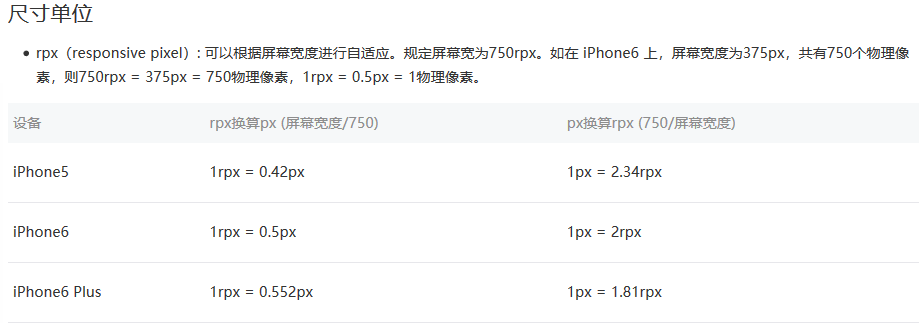 尺寸单位
rpx（responsive pixel）: 可以根据屏幕宽度进行自适应。规定屏幕宽为750rpx。如在 iPhone6 上，屏幕宽度为375px，共有750个物理像
素，则750rpx = 375px = 750物理像素，1rpx = 0.5px = 1物理像素。
设备 rpx换算px (屏幕宽度/750) px换算rpx (750/屏幕宽度)
iPhone5 1rpx = 0.42px 1px = 2.34rpx
iPhone6 1rpx = 0.5px 1px = 2rpx
iPhone6 Plus 1rpx = 0.552px 1px = 1.81rpx